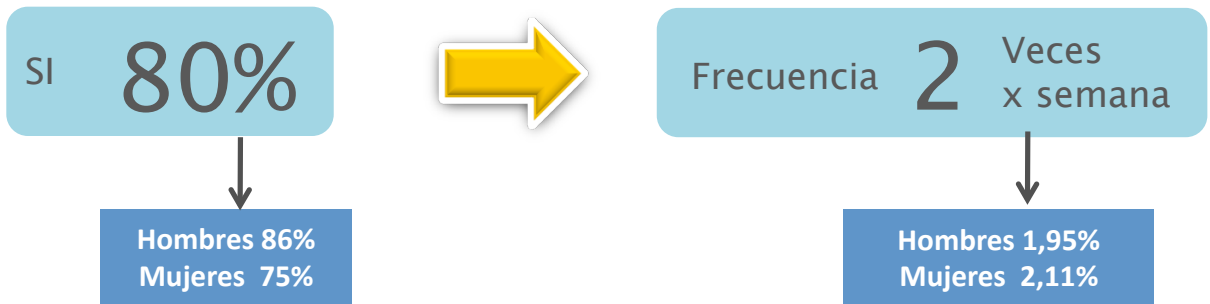 SI 80%
Frecuencia 2 Veces
x semana
Hombres 86%
Mujeres 75%
Hombres 1,95%
Mujeres 2,11%